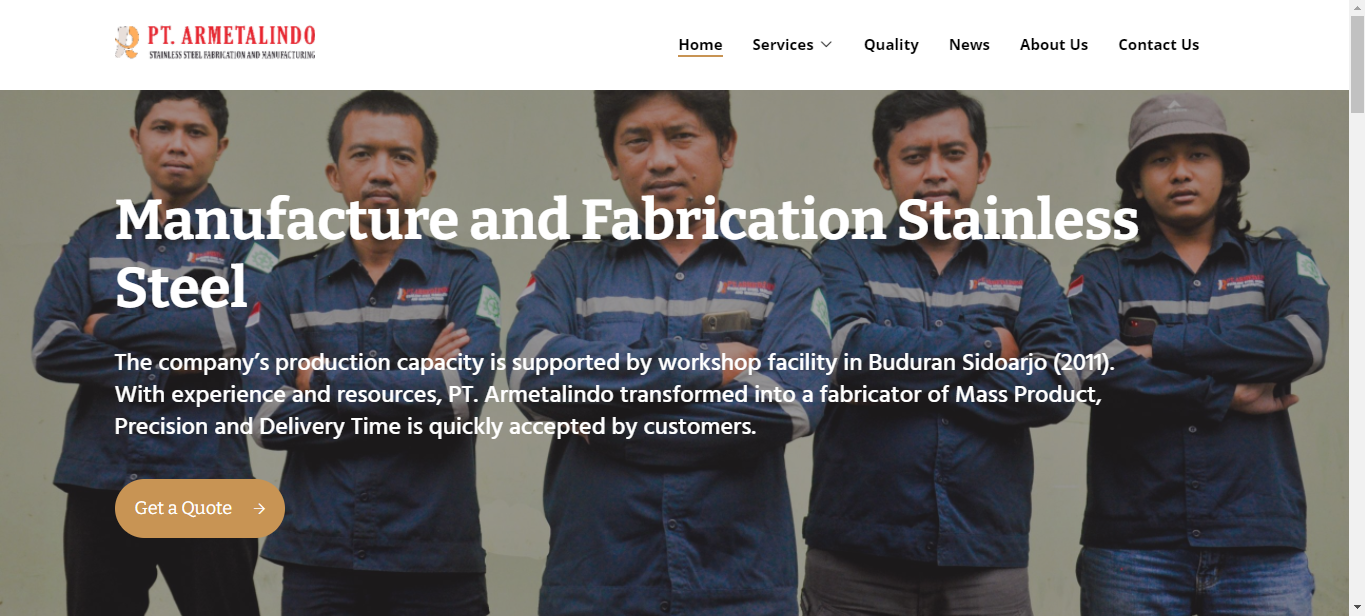 PT. ARMETALINDO
STAINLESS STEEL FABRICATION AND MANUFACTURING
Home Services Quality News About Us Contact Us
Manufacture and Fabrication Stainless
Steel
The company’s production capacity is supported by workshop facility in Buduran Sidoarjo (2011).
With experience and resources, PT. Armetalindo transformed into a fabricator of Mass Product,
Precision and Delivery Time is quickly accepted by customers.
Get a Quote